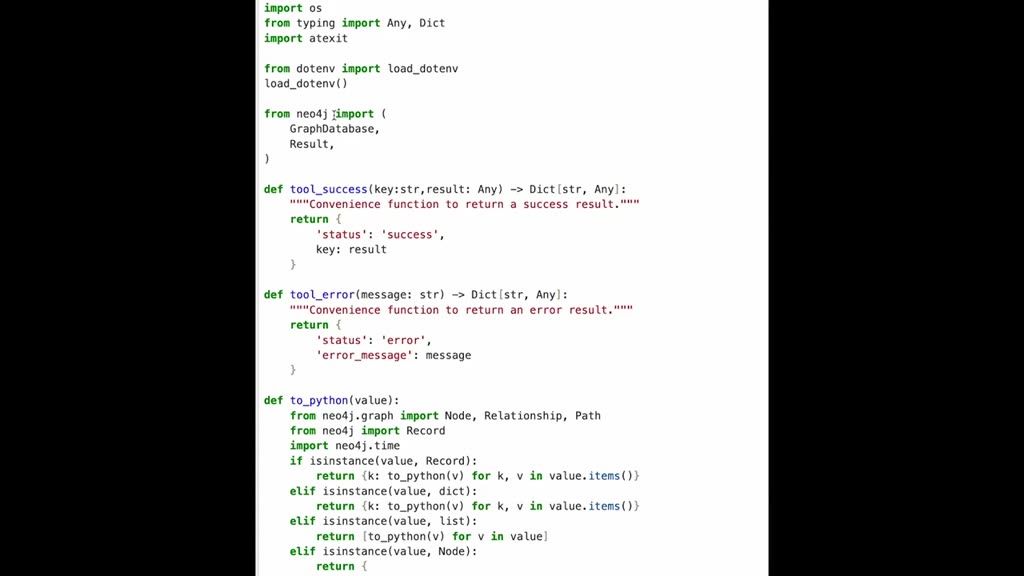 import os
from typing import Any, Dict
import atexit
from dotenv import load_dotenv
load_dotenv()
from neo4j import (
    GraphDatabase,
    Result,
)
def tool_success(key:str,result: Any) -> Dict[str, Any]:
    """Convenience function to return a success result."""
    return {
        'status': 'success',
        key: result
    }
def tool_error(message: str) -> Dict[str, Any]:
    """Convenience function to return an error result."""
    return {
        'status': 'error',
        'error_message': message
    }
def to_python(value):
    from neo4j.graph import Node, Relationship, Path
    from neo4j import Record
    import neo4j.time
    if isinstance(value, Record):
        return {k: to_python(v) for k, v in value.items()}
    elif isinstance(value, dict):
        return {k: to_python(v) for k, v in value.items()}
    elif isinstance(value, list):
        return [to_python(v) for v in value]
    elif isinstance(value, Node):
        return {